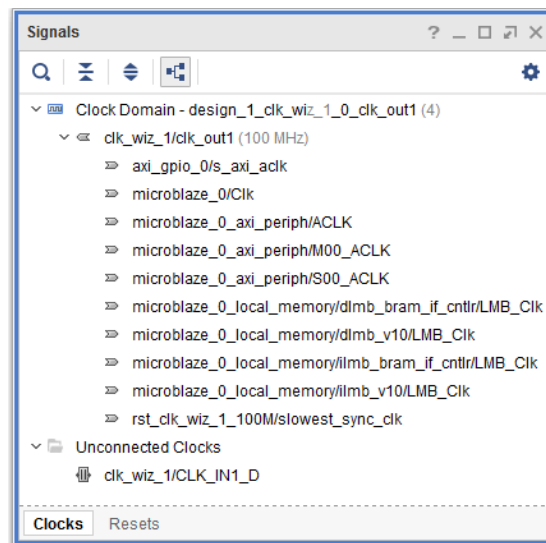 Signals
Clock Domain - design_1_clk_wiz_1_0_clk_out1 (4)
clk_wiz_1/clk_out1 (100 MHz)
axi_gpio_0/s_axi_aclk
microblaze_0/Clk
microblaze_0_axi_periph/ACLK
microblaze_0_axi_periph/M00_ACLK
microblaze_0_axi_periph/S00_ACLK
microblaze_0_local_memory/dlmb_bram_if_cntlr/LMB_Clk
microblaze_0_local_memory/dlmb_v10/LMB_Clk
microblaze_0_local_memory/ilmb_bram_if_cntlr/LMB_Clk
microblaze_0_local_memory/ilmb_v10/LMB_Clk
rst_clk_wiz_1_100M/slowest_sync_clk
Unconnected Clocks
clk_wiz_1/CLK_IN1_D
Clocks Resets